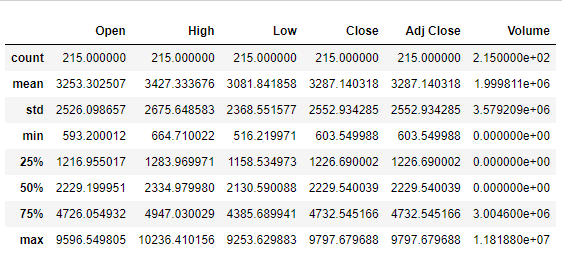 Open High Low Close Adj Close Volume
count 215.000000 215.000000 215.000000 215.000000 215.000000 2.150000e+02
mean 3253.302507 3427.333676 3081.841858 3287.140318 3287.140318 1.999811e+06
std 2526.098657 2675.648583 2368.551577 2552.934285 2552.934285 3.579209e+06
min 593.200012 664.710022 516.219971 603.549988 603.549988 0.000000e+00
25% 1216.955017 1283.969971 1158.534973 1226.690002 1226.690002 0.000000e+00
50% 2229.199951 2334.979980 2130.590088 2229.540039 2229.540039 0.000000e+00
75% 4726.054932 4947.030029 4385.689941 4732.545166 4732.545166 3.004600e+06
max 9596.549805 10236.410156 9253.629883 9797.679688 9797.679688 1.181880e+07